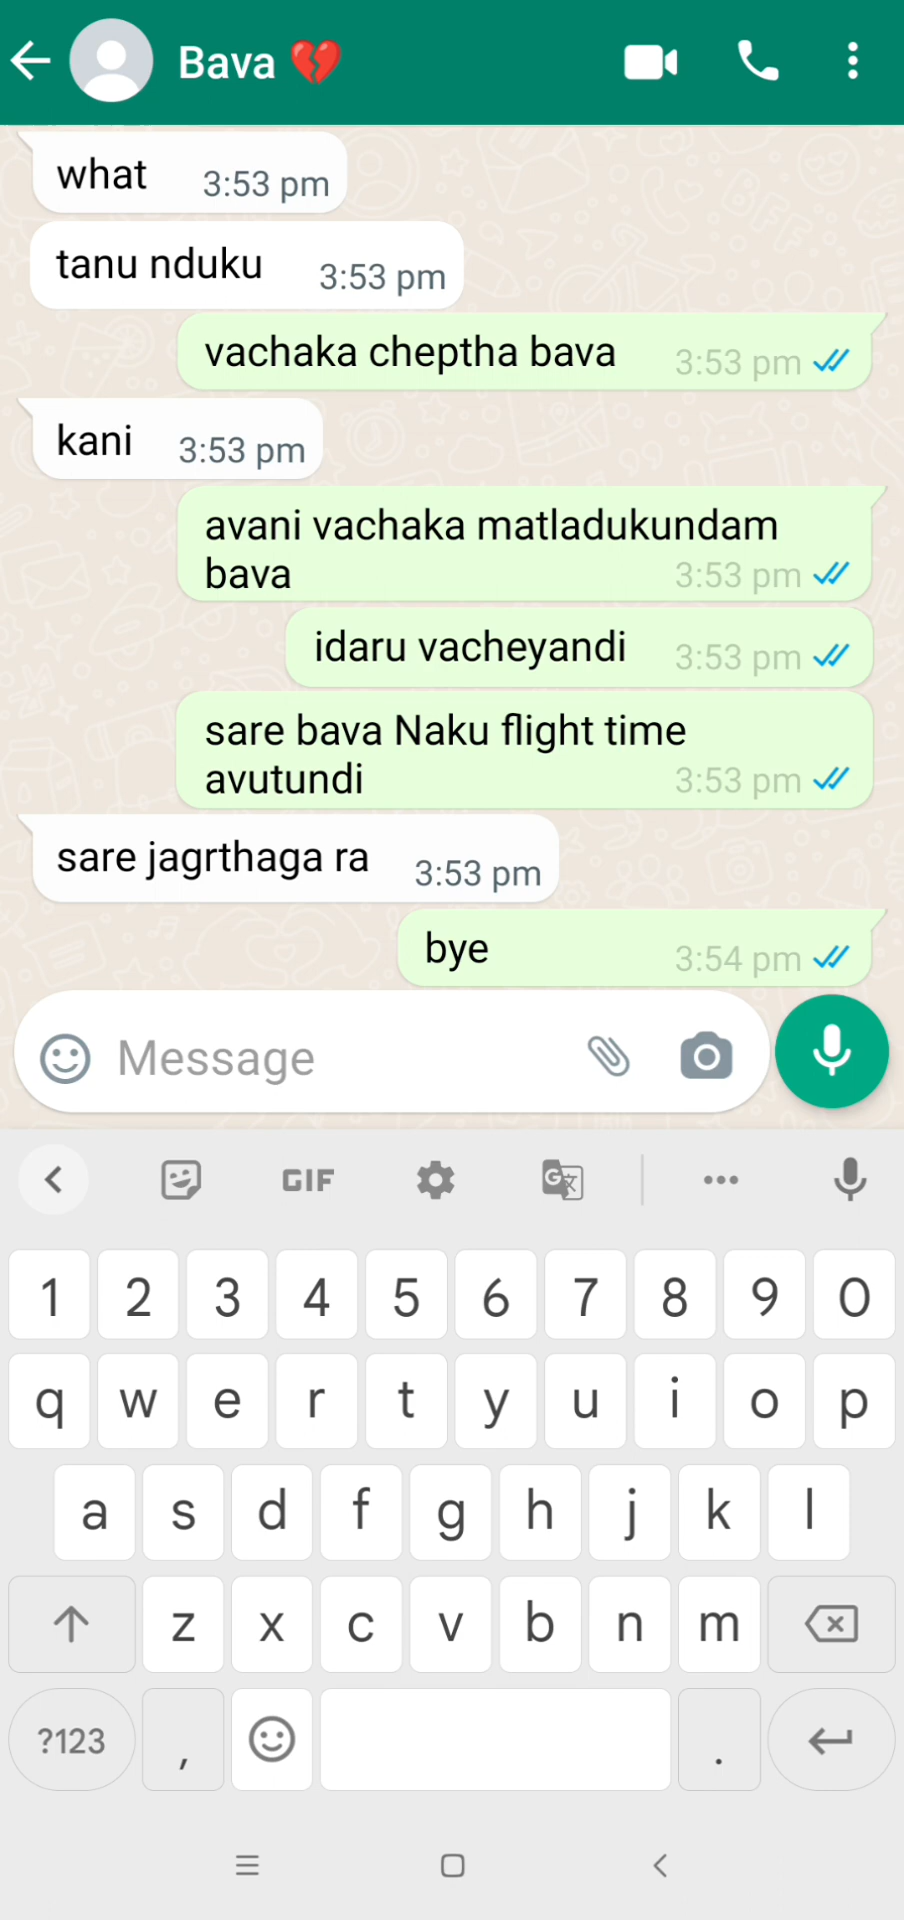 Bava 💔
what 3:53 pm
tanu nduku 3:53 pm
vachaka cheptha bava 3:53 pm
kani 3:53 pm
avani vachaka matladukundam
bava 3:53 pm
idaru vacheyandi 3:53 pm
sare bava Naku flight time
avutundi 3:53 pm
sare jagrthaga ra 3:53 pm
bye 3:54 pm
Message
GIF
1 2 3 4 5 6 7 8 9 0
q w e r t y u i o p
a s d f g h j k l
z x c v b n m
?123 , .